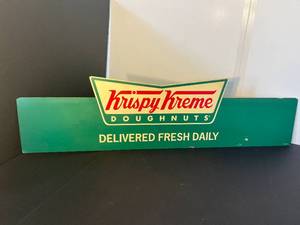 Krispy Kreme
DOUGHNUTS
DELIVERED FRESH DAILY